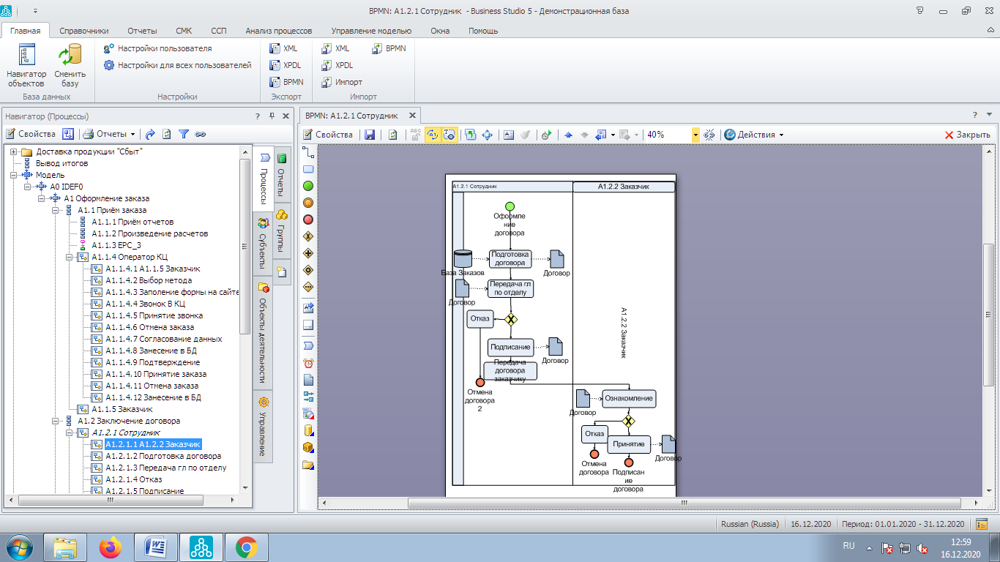 BPMN: A1.2.1 Сотрудник - Business Studio 5 - Демонстрационная база
Главная Справочники Отчеты СМК ССП Анализ процессов Управление моделью Окна Помощь
Навигатор объектов
Сменить базу
База данных
Настройки пользователя
Настройки для всех пользователей
Настройки
XML
XPDL
BPMN
Экспорт
XML
XPDL
Импорт
BPMN
Импорт
Навигатор (Процессы)
Свойства Отчеты
Доставка продукции "Сбыт"
Вывод итогов
Модель
A0 IDEF0
A1 Оформление заказа
A1.1 Приём заказа
A1.1.1 Приём отчетов
A1.1.2 Произведение расчетов
A1.1.3 EPC_3
A1.1.4 Оператор КЦ
A1.1.4.1 A1.1.5 Заказчик
A1.1.4.2 Выбор метода
A1.1.4.3 Заполение формы на сайте
A1.1.4.4 Звонок В КЦ
A1.1.4.5 Принятие звонка
A1.1.4.6 Отмена заказа
A1.1.4.7 Согласование данных
A1.1.4.8 Занесение в БД
A1.1.4.9 Подтверждение
A1.1.4.10 Принятие заказа
A1.1.4.11 Отмена заказа
A1.1.4.12 Занесение в БД
A1.1.5 Заказчик
A1.2 Заключение договора
A1.2.1 Сотрудник
A1.2.1.1 A1.2.2 Заказчик
A1.2.1.2 Подготовка договора
A1.2.1.3 Передача гл по отделу
A1.2.1.4 Отказ
A1.2.1.5 Подписание
Процессы
Субъекты
Объекты деятельности
Управление
Отчеты
Группы
BPMN: A1.2.1 Сотрудник
Свойства ABC 40% Действия Закрыть
A1.2.1 Сотрудник
A1.2.2 Заказчик
Оформле
ние
договора
Подготовка
договора
База Заказов
Договор
Передача гл
по отделу
Договор
Отказ
Подписание
Договор
Передача
договора
заказчику
Отмена
договора
2
A1.2.2 Заказчик
Ознакомление
Договор
Отказ
Принятие
Договор
Отмена
договора
Подписан
ие
договора
Russian (Russia) 16.12.2020 Период: 01.01.2020 - 31.12.2020
RU
12:59
16.12.2020